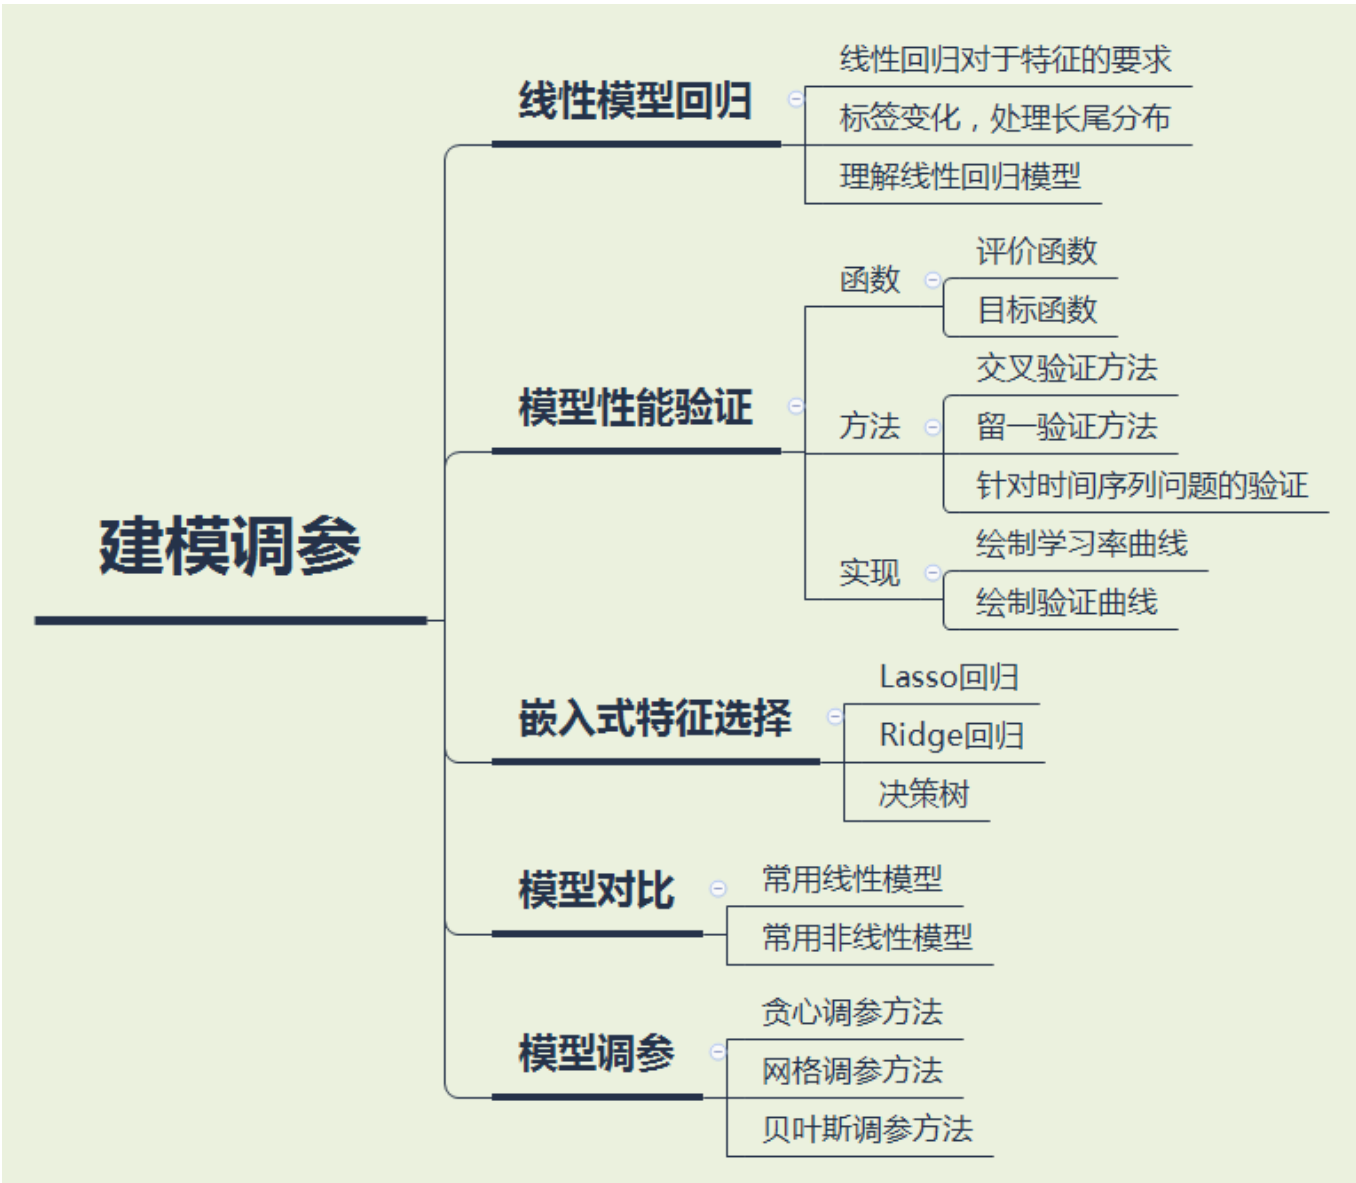 建模调参
线性模型回归
线性回归对于特征的要求
标签变化，处理长尾分布
理解线性回归模型
模型性能验证
函数
评价函数
目标函数
方法
交叉验证方法
留一验证方法
针对时间序列问题的验证
实现
绘制学习率曲线
绘制验证曲线
嵌入式特征选择
Lasso回归
Ridge回归
决策树
模型对比
常用线性模型
常用非线性模型
模型调参
贪心调参方法
网格调参方法
贝叶斯调参方法